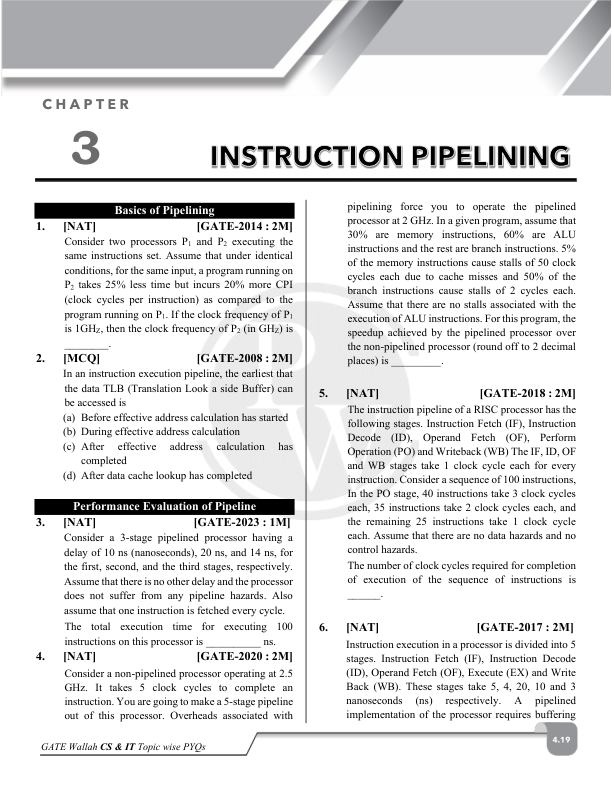 CHAPTER
3
INSTRUCTION PIPELINING
Basics of Pipelining
1. [NAT] [GATE-2014 : 2M]
Consider two processors P₁ and P₂ executing the
same instructions set. Assume that under identical
conditions, for the same input, a program running on
P₂ takes 25% less time but incurs 20% more CPI
(clock cycles per instruction) as compared to the
program running on P₁. If the clock frequency of P₁
is 1GHz, then the clock frequency of P₂ (in GHz) is
________.
2. [MCQ] [GATE-2008 : 2M]
In an instruction execution pipeline, the earliest that
the data TLB (Translation Look a side Buffer) can
be accessed is
(a) Before effective address calculation has started
(b) During effective address calculation
(c) After effective address calculation has
completed
(d) After data cache lookup has completed
Performance Evaluation of Pipeline
3. [NAT] [GATE-2023 : 1M]
Consider a 3-stage pipelined processor having a
delay of 10 ns (nanoseconds), 20 ns, and 14 ns, for
the first, second, and the third stages, respectively.
Assume that there is no other delay and the processor
does not suffer from any pipeline hazards. Also
assume that one instruction is fetched every cycle.
The total execution time for executing 100
instructions on this processor is __________ ns.
4. [NAT] [GATE-2020 : 2M]
Consider a non-pipelined processor operating at 2.5
GHz. It takes 5 clock cycles to complete an
instruction. You are going to make a 5-stage pipeline
out of this processor. Overheads associated with
pipelining force you to operate the pipelined
processor at 2 GHz. In a given program, assume that
30% are memory instructions, 60% are ALU
instructions and the rest are branch instructions. 5%
of the memory instructions cause stalls of 50 clock
cycles each due to cache misses and 50% of the
branch instructions cause stalls of 2 cycles each.
Assume that there are no stalls associated with the
execution of ALU instructions. For this program, the
speedup achieved by the pipelined processor over
the non-pipelined processor (round off to 2 decimal
places) is _________.
5. [NAT] [GATE-2018 : 2M]
The instruction pipeline of a RISC processor has the
following stages. Instruction Fetch (IF), Instruction
Decode (ID), Operand Fetch (OF), Perform
Operation (PO) and Writeback (WB) The IF, ID, OF
and WB stages take 1 clock cycle each for every
instruction. Consider a sequence of 100 instructions,
In the PO stage, 40 instructions take 3 clock cycles
each, 35 instructions take 2 clock cycles each, and
the remaining 25 instructions take 1 clock cycle
each. Assume that there are no data hazards and no
control hazards.
The number of clock cycles required for completion
of execution of the sequence of instructions is
______.
6. [NAT] [GATE-2017 : 2M]
Instruction execution in a processor is divided into 5
stages. Instruction Fetch (IF), Instruction Decode
(ID), Operand Fetch (OF), Execute (EX) and Write
Back (WB). These stages take 5, 4, 20, 10 and 3
nanoseconds (ns) respectively. A pipelined
implementation of the processor requires buffering
GATE Wallah CS & IT Topic wise PYQs
4.19